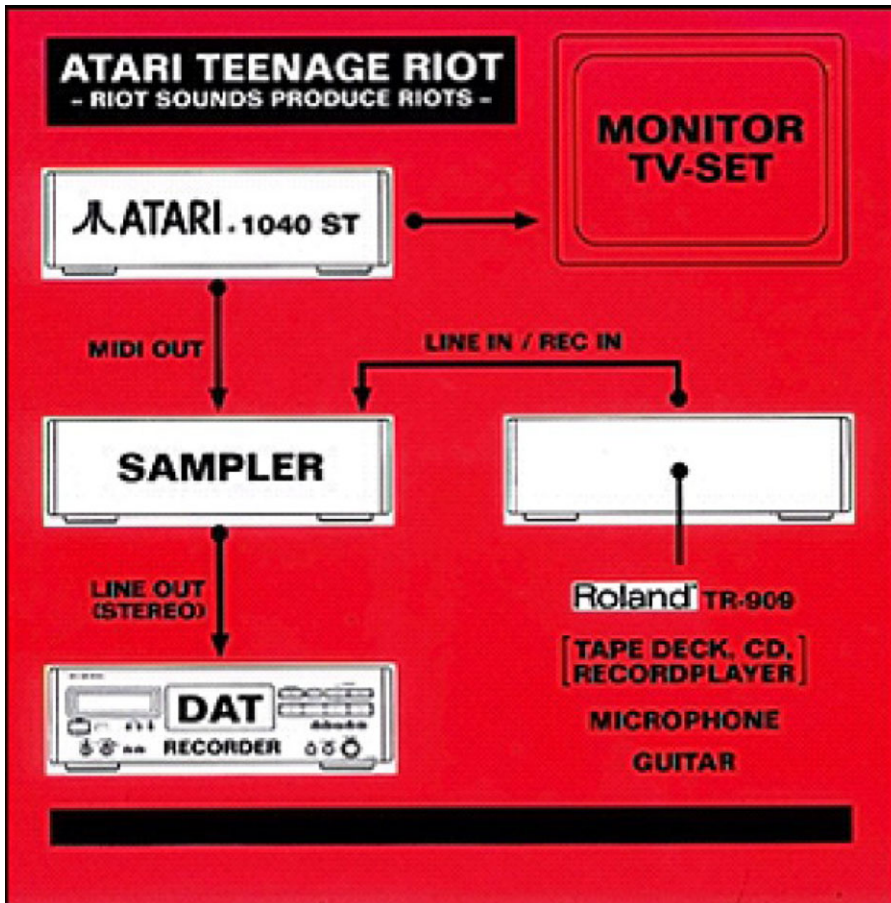 ATARI TEENAGE RIOT
– RIOT SOUNDS PRODUCE RIOTS –
MONITOR
TV-SET
ATARI. 1040 ST
MIDI OUT
LINE IN / REC IN
SAMPLER
LINE OUT
(STEREO)
Roland TR-909
[TAPE DECK, CD,
RECORDPLAYER]
MICROPHONE
GUITAR
DAT
RECORDER